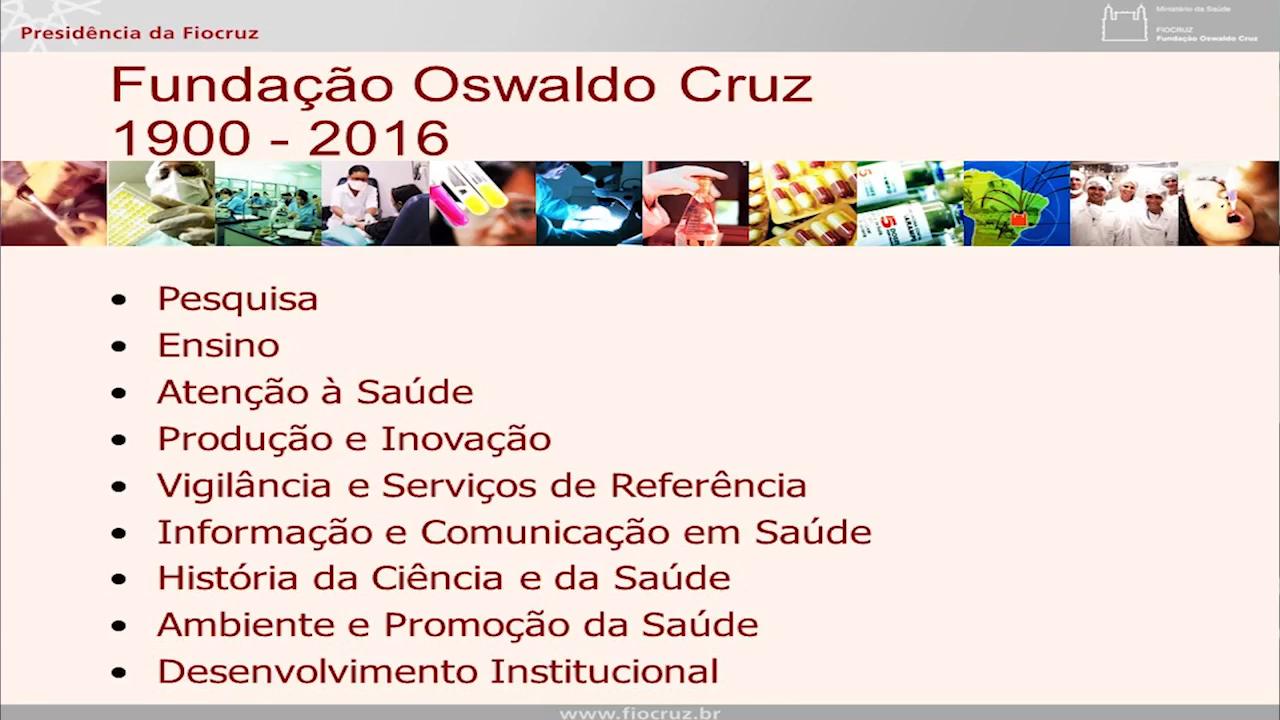 Presidência da Fiocruz
Ministério da Saúde
FIOCRUZ
Fundação Oswaldo Cruz
Fundação Oswaldo Cruz
1900 - 2016
Pesquisa
Ensino
Atenção à Saúde
Produção e Inovação
Vigilância e Serviços de Referência
Informação e Comunicação em Saúde
História da Ciência e da Saúde
Ambiente e Promoção da Saúde
Desenvolvimento Institucional
www.fiocruz.br